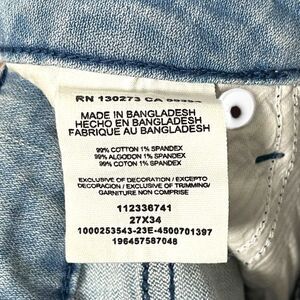 RN 130273 CA
MADE IN BANGLADESH
HECHO EN BANGLADESH
FABRIQUE AU BANGLADESH
99% COTTON 1% SPANDEX
99% ALGODON 1% SPANDEX
99% COTON 1% SPANDEX
EXCLUSIVE OF DECORATION / EXCEPTO
DECORACION / EXCLUSIVE OF TRIMMING/
GARNITURE NON COMPRISE
112336741
27X34
1000253543-23E-4500701397
196457587048